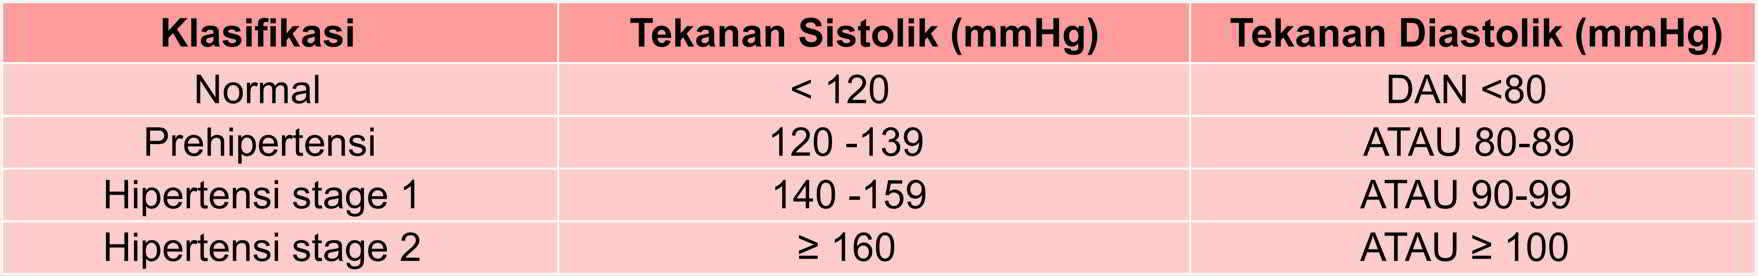 Klasifikasi Tekanan Sistolik (mmHg) Tekanan Diastolik (mmHg)
Normal < 120 DAN <80
Prehipertensi 120 -139 ATAU 80-89
Hipertensi stage 1 140 -159 ATAU 90-99
Hipertensi stage 2 ≥ 160 ATAU ≥ 100